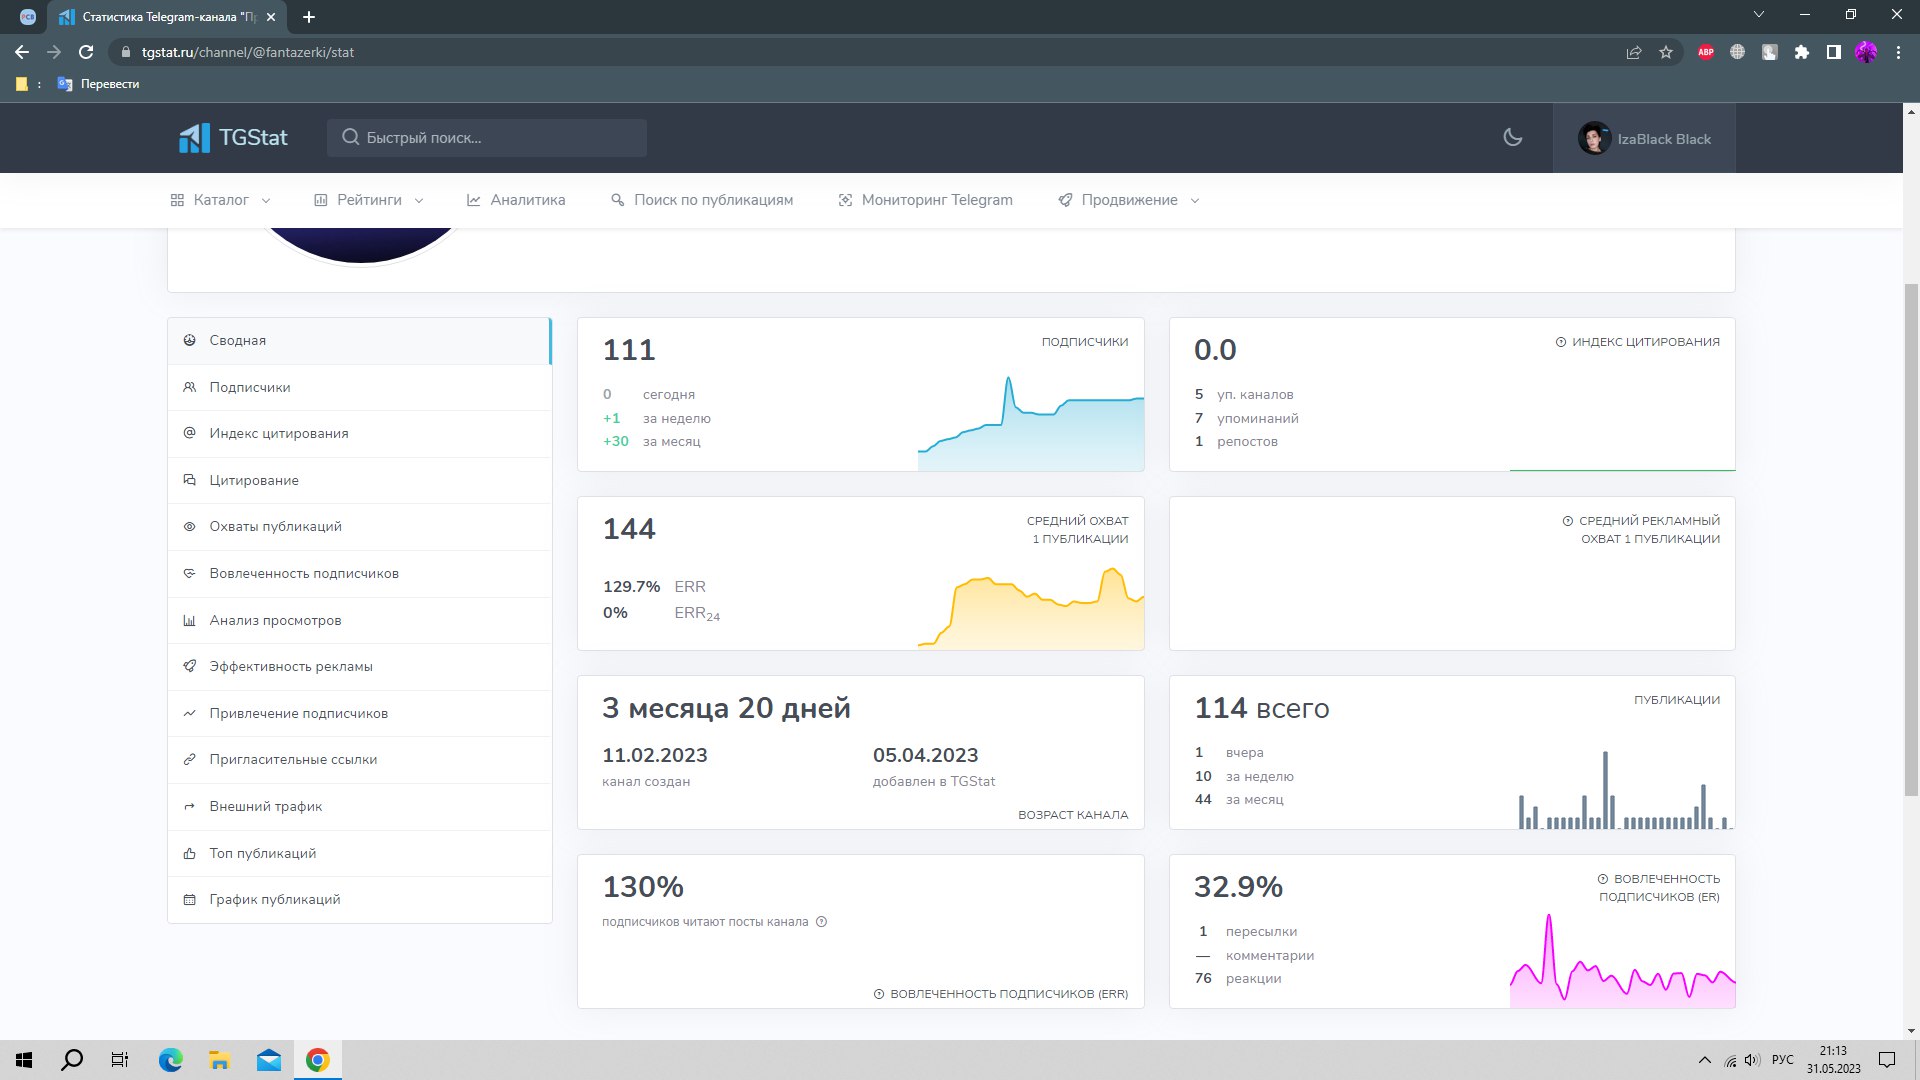 Статистика Telegram-канала "Пр
tgstat.ru/channel/@fantazerki/stat
ABP
:
Перевести
TGStat
Быстрый поиск...
IzaBlack Black
Каталог
Рейтинги
Аналитика
Поиск по публикациям
Мониторинг Telegram
Продвижение
Сводная
Подписчики
Индекс цитирования
Цитирование
Охваты публикаций
Вовлеченность подписчиков
Анализ просмотров
Эффективность рекламы
Привлечение подписчиков
Пригласительные ссылки
Внешний трафик
Топ публикаций
График публикаций
111
ПОДПИСЧИКИ
0 сегодня
+1 за неделю
+30 за месяц
0.0
ИНДЕКС ЦИТИРОВАНИЯ
5 уп. каналов
7 упоминаний
1 репостов
144
СРЕДНИЙ ОХВАТ
1 ПУБЛИКАЦИИ
129.7% ERR
0% ERR24
СРЕДНИЙ РЕКЛАМНЫЙ
ОХВАТ 1 ПУБЛИКАЦИИ
3 месяца 20 дней
11.02.2023
канал создан
05.04.2023
добавлен в TGStat
ВОЗРАСТ КАНАЛА
114 всего
ПУБЛИКАЦИИ
1 вчера
10 за неделю
44 за месяц
130%
подписчиков читают посты канала
ВОВЛЕЧЕННОСТЬ ПОДПИСЧИКОВ (ERR)
32.9%
ВОВЛЕЧЕННОСТЬ
ПОДПИСЧИКОВ (ER)
1 пересылки
— комментарии
76 реакции
РУС
21:13
31.05.2023